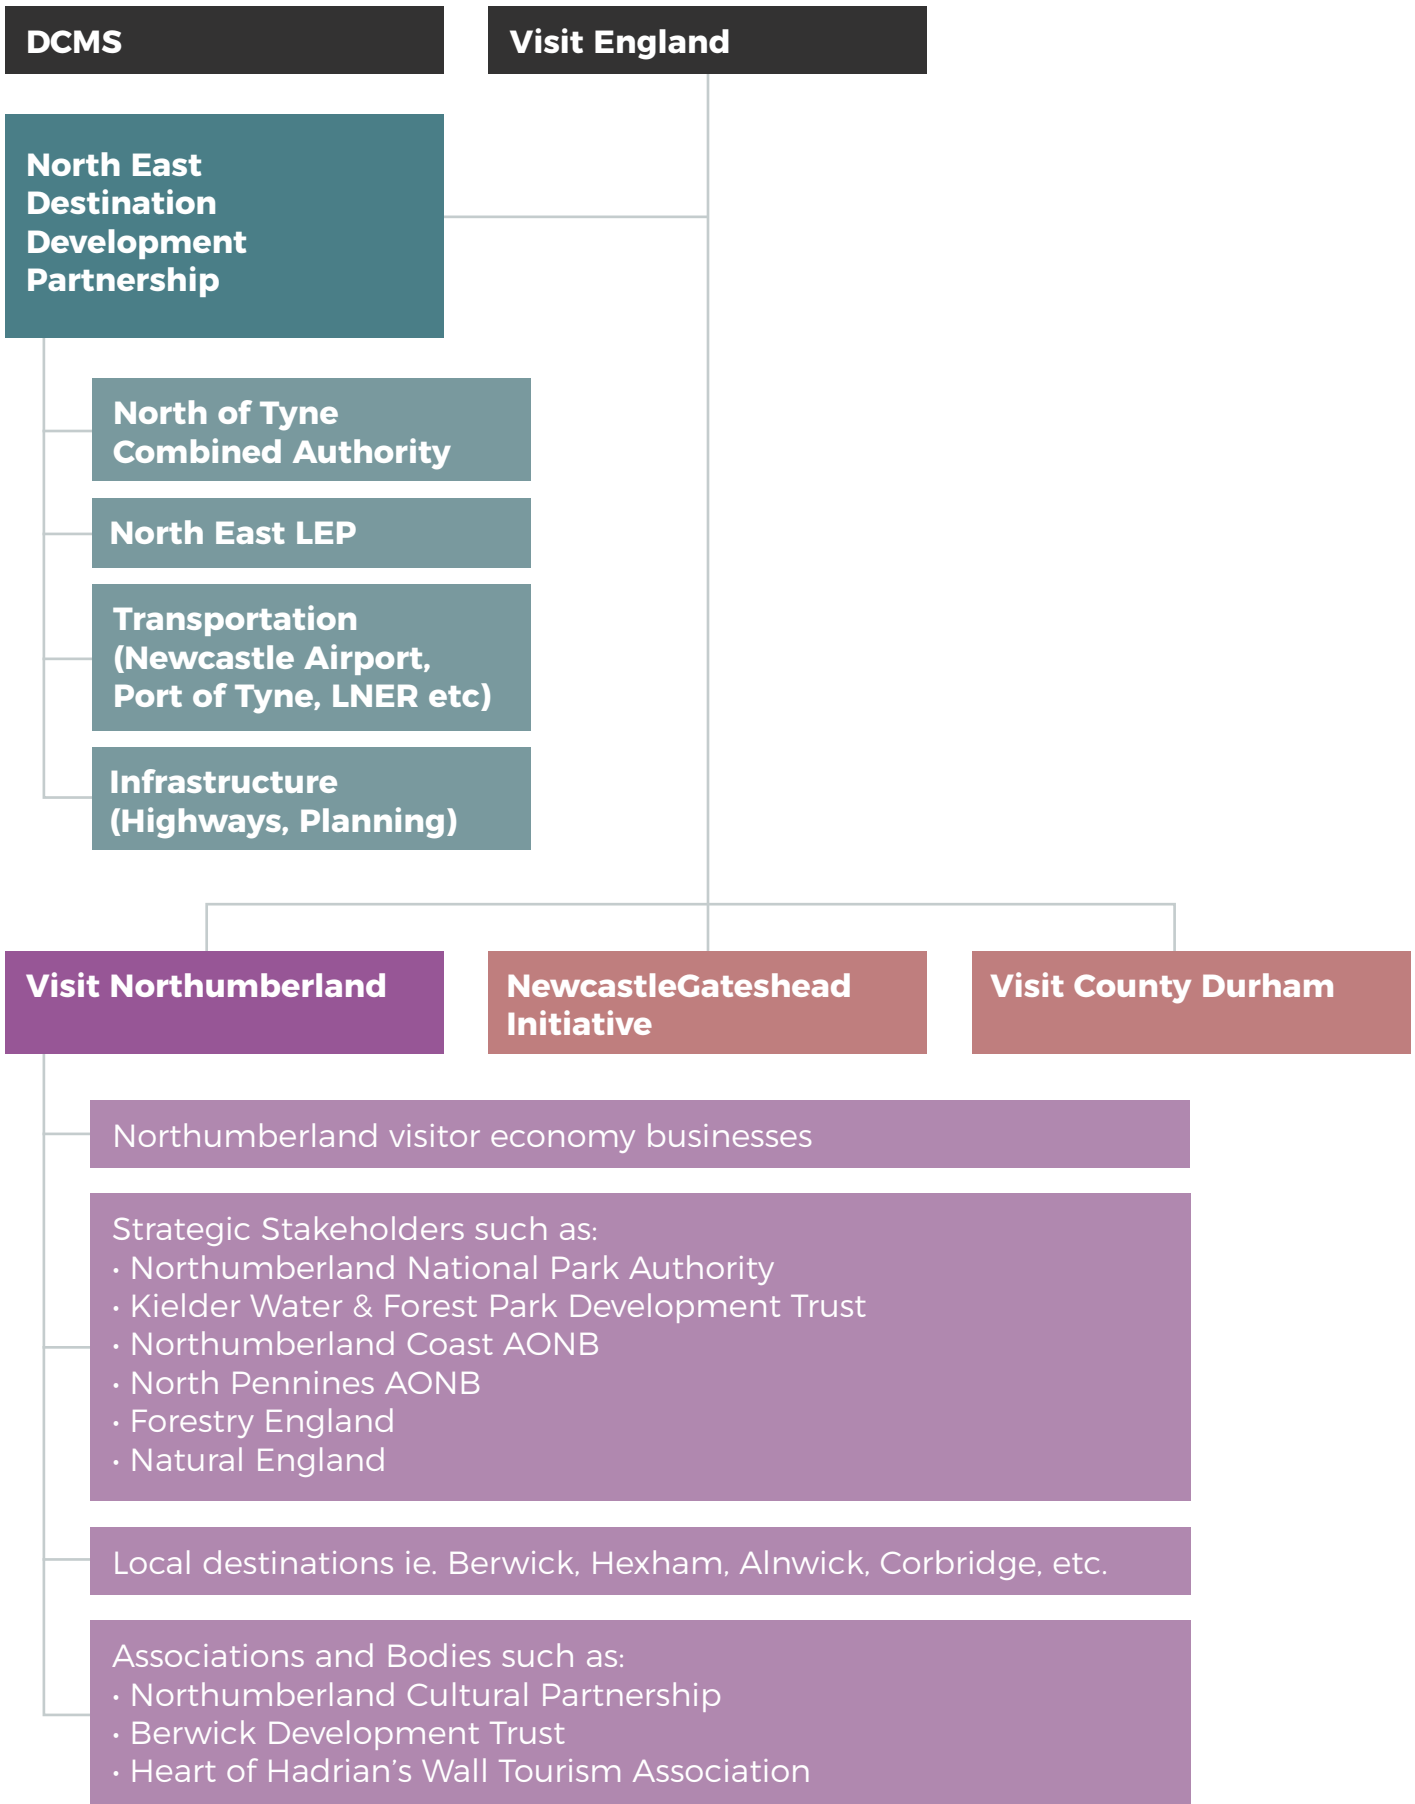 DCMS
Visit England
North East
Destination
Development
Partnership
North of Tyne
Combined Authority
North East LEP
Transportation
(Newcastle Airport,
Port of Tyne, LNER etc)
Infrastructure
(Highways, Planning)
Visit Northumberland
NewcastleGateshead
Initiative
Visit County Durham
Northumberland visitor economy businesses
Strategic Stakeholders such as:
• Northumberland National Park Authority
• Kielder Water & Forest Park Development Trust
• Northumberland Coast AONB
• North Pennines AONB
• Forestry England
• Natural England
Local destinations ie. Berwick, Hexham, Alnwick, Corbridge, etc.
Associations and Bodies such as:
• Northumberland Cultural Partnership
• Berwick Development Trust
• Heart of Hadrian’s Wall Tourism Association